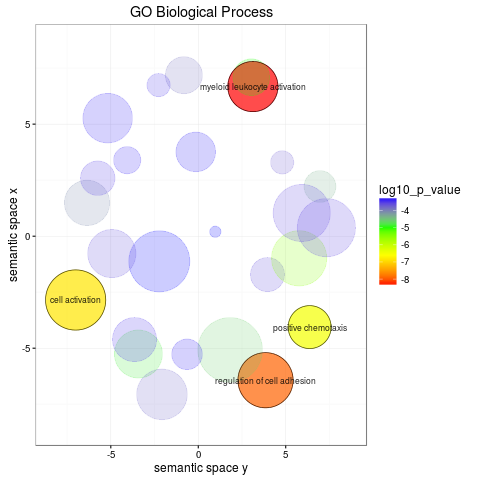 GO Biological Process
myeloid leukocyte activation
cell activation
positive chemotaxis
regulation of cell adhesion
5
0
-5
semantic space x
-5
0
5
semantic space y
log10_p_value
-4
-5
-6
-7
-8